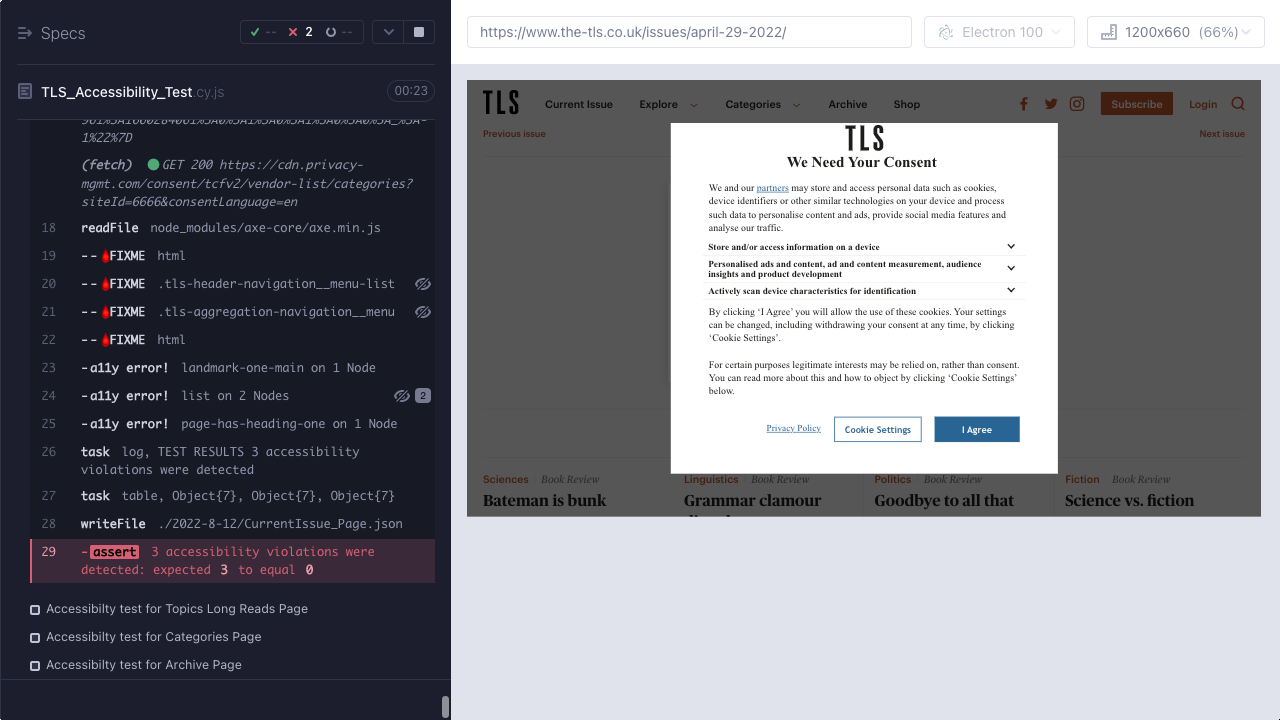 Specs
--
2
--
TLS_Accessibility_Test.cy.js
00:23
1%22%7D
(fetch) GET 200 https://cdn.privacy-
mgmt.com/consent/tcfv2/vendor-list/categories?
siteId=6666&consentLanguage=en
18 readFile node_modules/axe-core/axe.min.js
19 --FIXME html
20 --FIXME .tls-header-navigation__menu-list
21 --FIXME .tls-aggregation-navigation__menu
22 --FIXME html
23 -a11y error! landmark-one-main on 1 Node
24 -a11y error! list on 2 Nodes 2
25 -a11y error! page-has-heading-one on 1 Node
26 task log, TEST RESULTS 3 accessibility
violations were detected
27 task table, Object{7}, Object{7}, Object{7}
28 writeFile ./2022-8-12/CurrentIssue_Page.json
29 -assert 3 accessibility violations were
detected: expected 3 to equal 0
Accessibilty test for Topics Long Reads Page
Accessibilty test for Categories Page
Accessibilty test for Archive Page
https://www.the-tls.co.uk/issues/april-29-2022/
Electron 100
1200x660 (66%)
TLS
Current Issue
Explore
Categories
Archive
Shop
Subscribe
Login
Previous issue
Next issue
TLS
We Need Your Consent
We and our partners may store and access personal data such as cookies,
device identifiers or other similar technologies on your device and process
such data to personalise content and ads, provide social media features and
analyse our traffic.
Store and/or access information on a device
Personalised ads and content, ad and content measurement, audience
insights and product development
Actively scan device characteristics for identification
By clicking ‘I Agree’ you will allow the use of these cookies. Your settings
can be changed, including withdrawing your consent at any time, by clicking
‘Cookie Settings’.
For certain purposes legitimate interests may be relied on, rather than consent.
You can read more about this and how to object by clicking ‘Cookie Settings’
below.
Privacy Policy
Cookie Settings
I Agree
Sciences Book Review
Bateman is bunk
Linguistics Book Review
Grammar clamour
Politics Book Review
Goodbye to all that
Fiction Book Review
Science vs. fiction